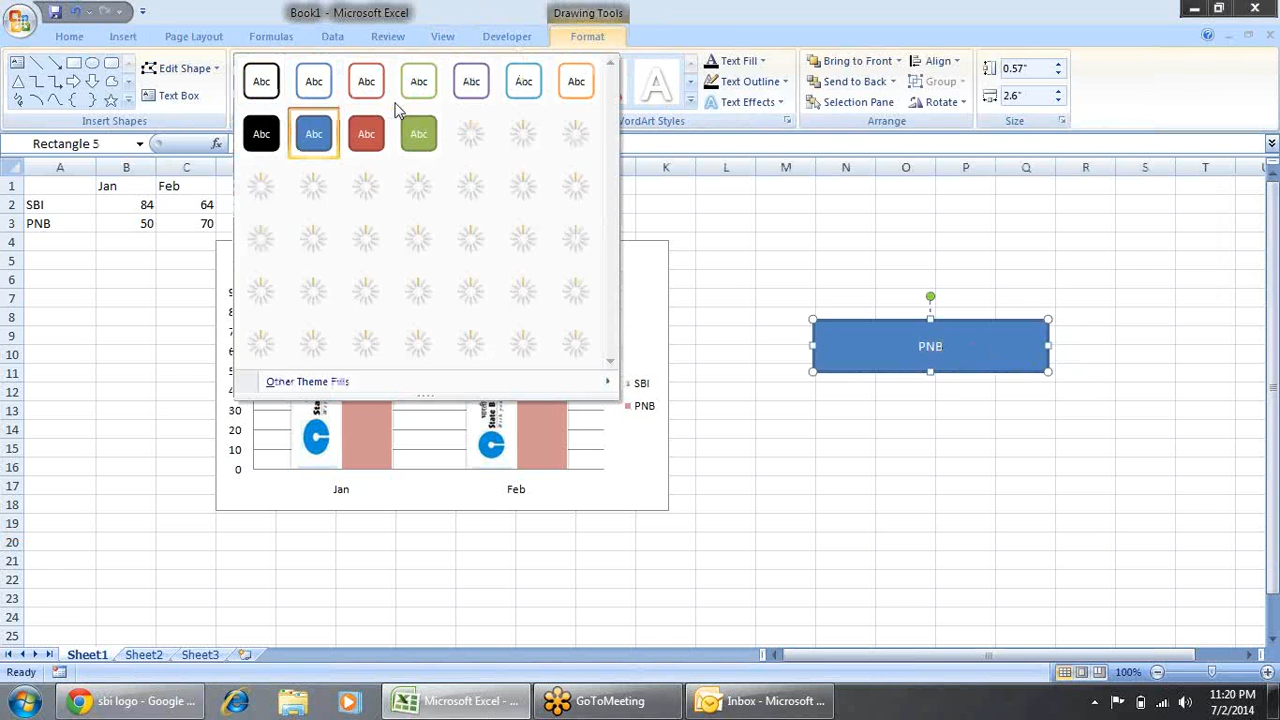 Book1 - Microsoft Excel
Drawing Tools
Home Insert Page Layout Formulas Data Review View Developer Format
Edit Shape
Text Box
Insert Shapes
Abc Abc Abc Abc Abc Abc Abc
Abc Abc Abc Abc
Other Theme Fills
A
Text Fill
Text Outline
Text Effects
WordArt Styles
Bring to Front
Send to Back
Selection Pane
Align
Group
Rotate
Arrange
0.57"
2.6"
Size
Rectangle 5
fx
A B C K L M N O P Q R S T U
1 Jan Feb
2 SBI 84 64
3 PNB 50 70
4
5
6
7
8
9
10
11
12
13
14
15
16
17
18
19
20
21
22
23
24
25
30
20
10
0
Jan Feb
SBI
PNB
PNB
Sheet1 Sheet2 Sheet3
Ready
100%
sbi logo - Google ...
Microsoft Excel - ...
GoToMeeting
Inbox - Microsoft ...
11:20 PM
7/2/2014